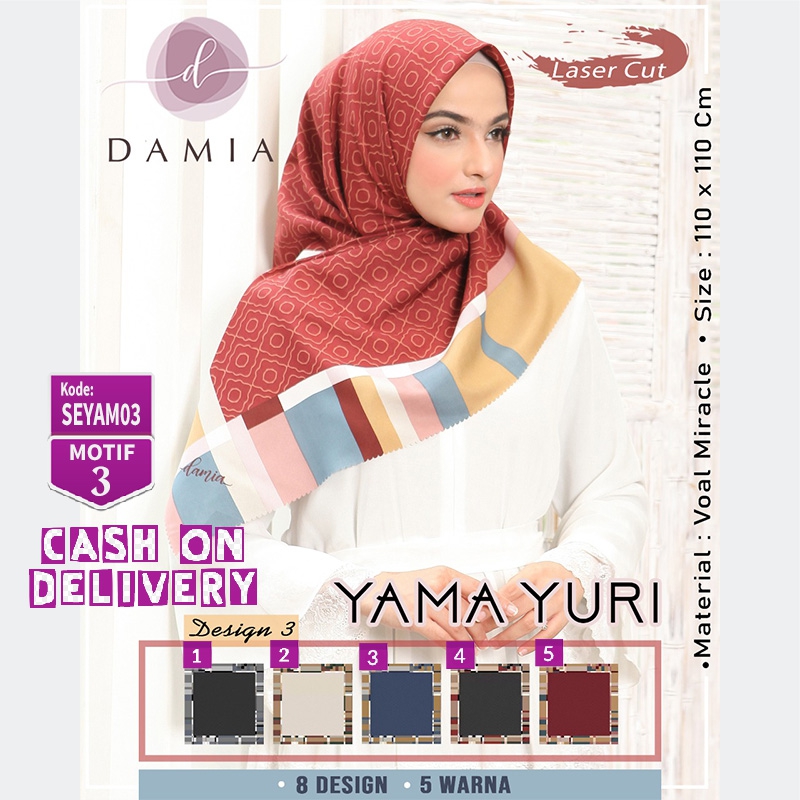 d
DAMIA
Laser Cut
•Material : Voal Miracle • Size : 110 x 110 Cm
Kode:
SEYAM03
MOTIF
3
damia
CASH ON
DELIVERY
YAMA YURI
Design 3
1 2 3 4 5
• 8 DESIGN • 5 WARNA